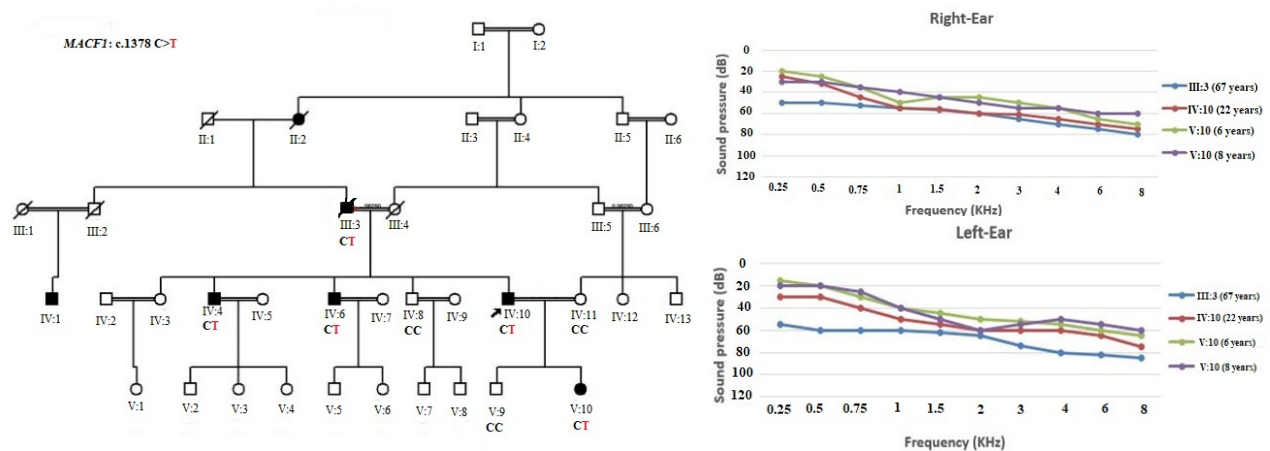 MACF1: c.1378 C>T
I:1 I:2
II:1 II:2 II:3 II:4 II:5 II:6
III:1 III:2 III:3 III:4 III:5 III:6
CT
IV:1 IV:2 IV:3 IV:4 IV:5 IV:6 IV:7 IV:8 IV:9 IV:10 IV:11 IV:12 IV:13
CT CT CC CT CC
V:1 V:2 V:3 V:4 V:5 V:6 V:7 V:8 V:9 V:10
CC CT
Right-Ear
Sound pressure (dB)
0
20
40
60
80
100
120
0.25 0.5 0.75 1 1.5 2 3 4 6 8
Frequency (KHz)
III:3 (67 years)
IV:10 (22 years)
V:10 (6 years)
V:10 (8 years)
Left-Ear
Sound pressure (dB)
0
20
40
60
80
100
120
0.25 0.5 0.75 1 1.5 2 3 4 6 8
Frequency (KHz)
III:3 (67 years)
IV:10 (22 years)
V:10 (6 years)
V:10 (8 years)